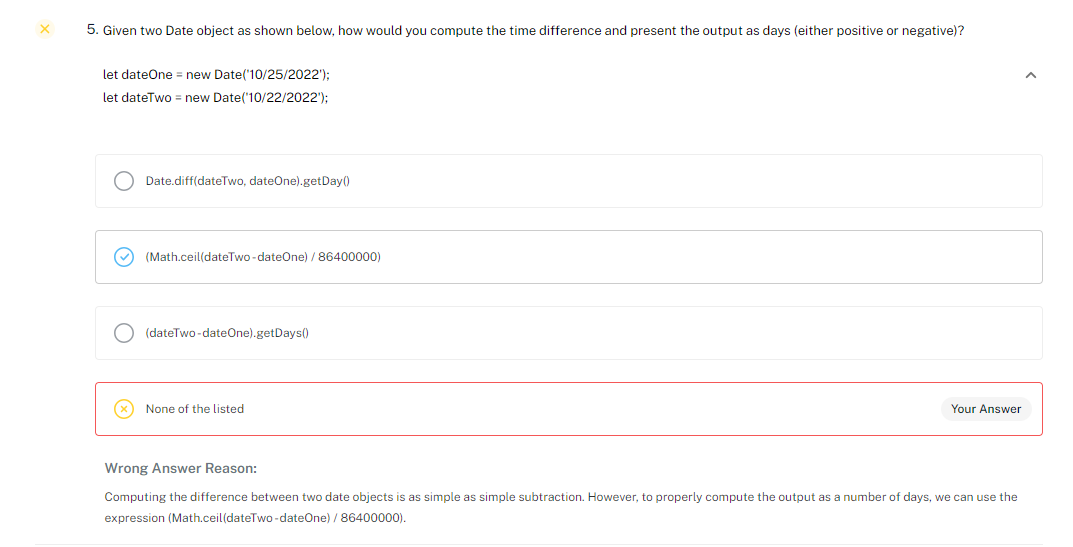 5. Given two Date object as shown below, how would you compute the time difference and present the output as days (either positive or negative)?
let dateOne = new Date('10/25/2022');
let dateTwo = new Date('10/22/2022');
Date.diff(dateTwo, dateOne).getDay()
(Math.ceil(dateTwo - dateOne) / 86400000)
(dateTwo - dateOne).getDays()
None of the listed Your Answer
Wrong Answer Reason:
Computing the difference between two date objects is as simple as simple subtraction. However, to properly compute the output as a number of days, we can use the
expression (Math.ceil(dateTwo - dateOne) / 86400000).